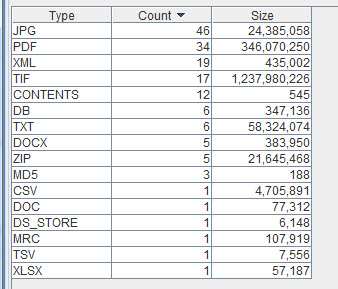 Type Count Size
JPG 46 24,385,058
PDF 34 346,070,250
XML 19 435,002
TIF 17 1,237,980,226
CONTENTS 12 545
DB 6 347,136
TXT 6 58,324,074
DOCX 5 383,950
ZIP 5 21,645,468
MD5 3 188
CSV 1 4,705,891
DOC 1 77,312
DS_STORE 1 6,148
MRC 1 107,919
TSV 1 7,556
XLSX 1 57,187